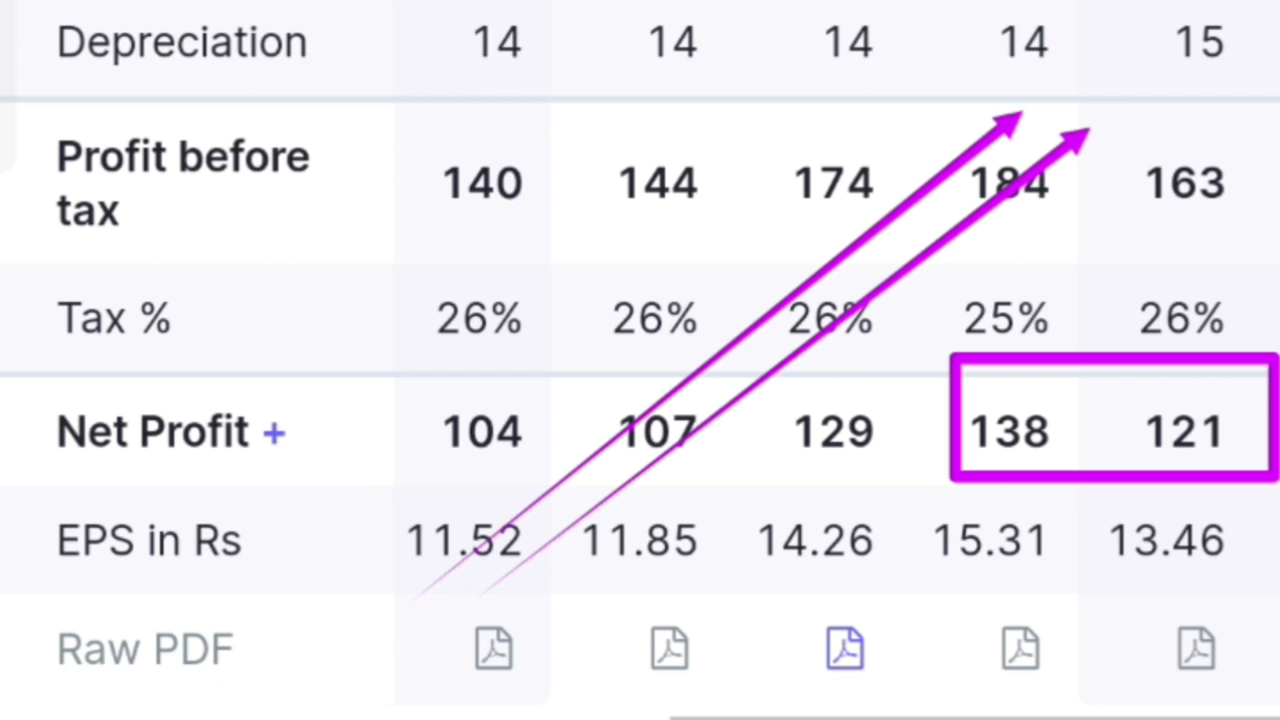 Depreciation 14 14 14 14 15
Profit before
tax 140 144 174 184 163
Tax % 26% 26% 26% 25% 26%
Net Profit + 104 107 129 138 121
EPS in Rs 11.52 11.85 14.26 15.31 13.46
Raw PDF